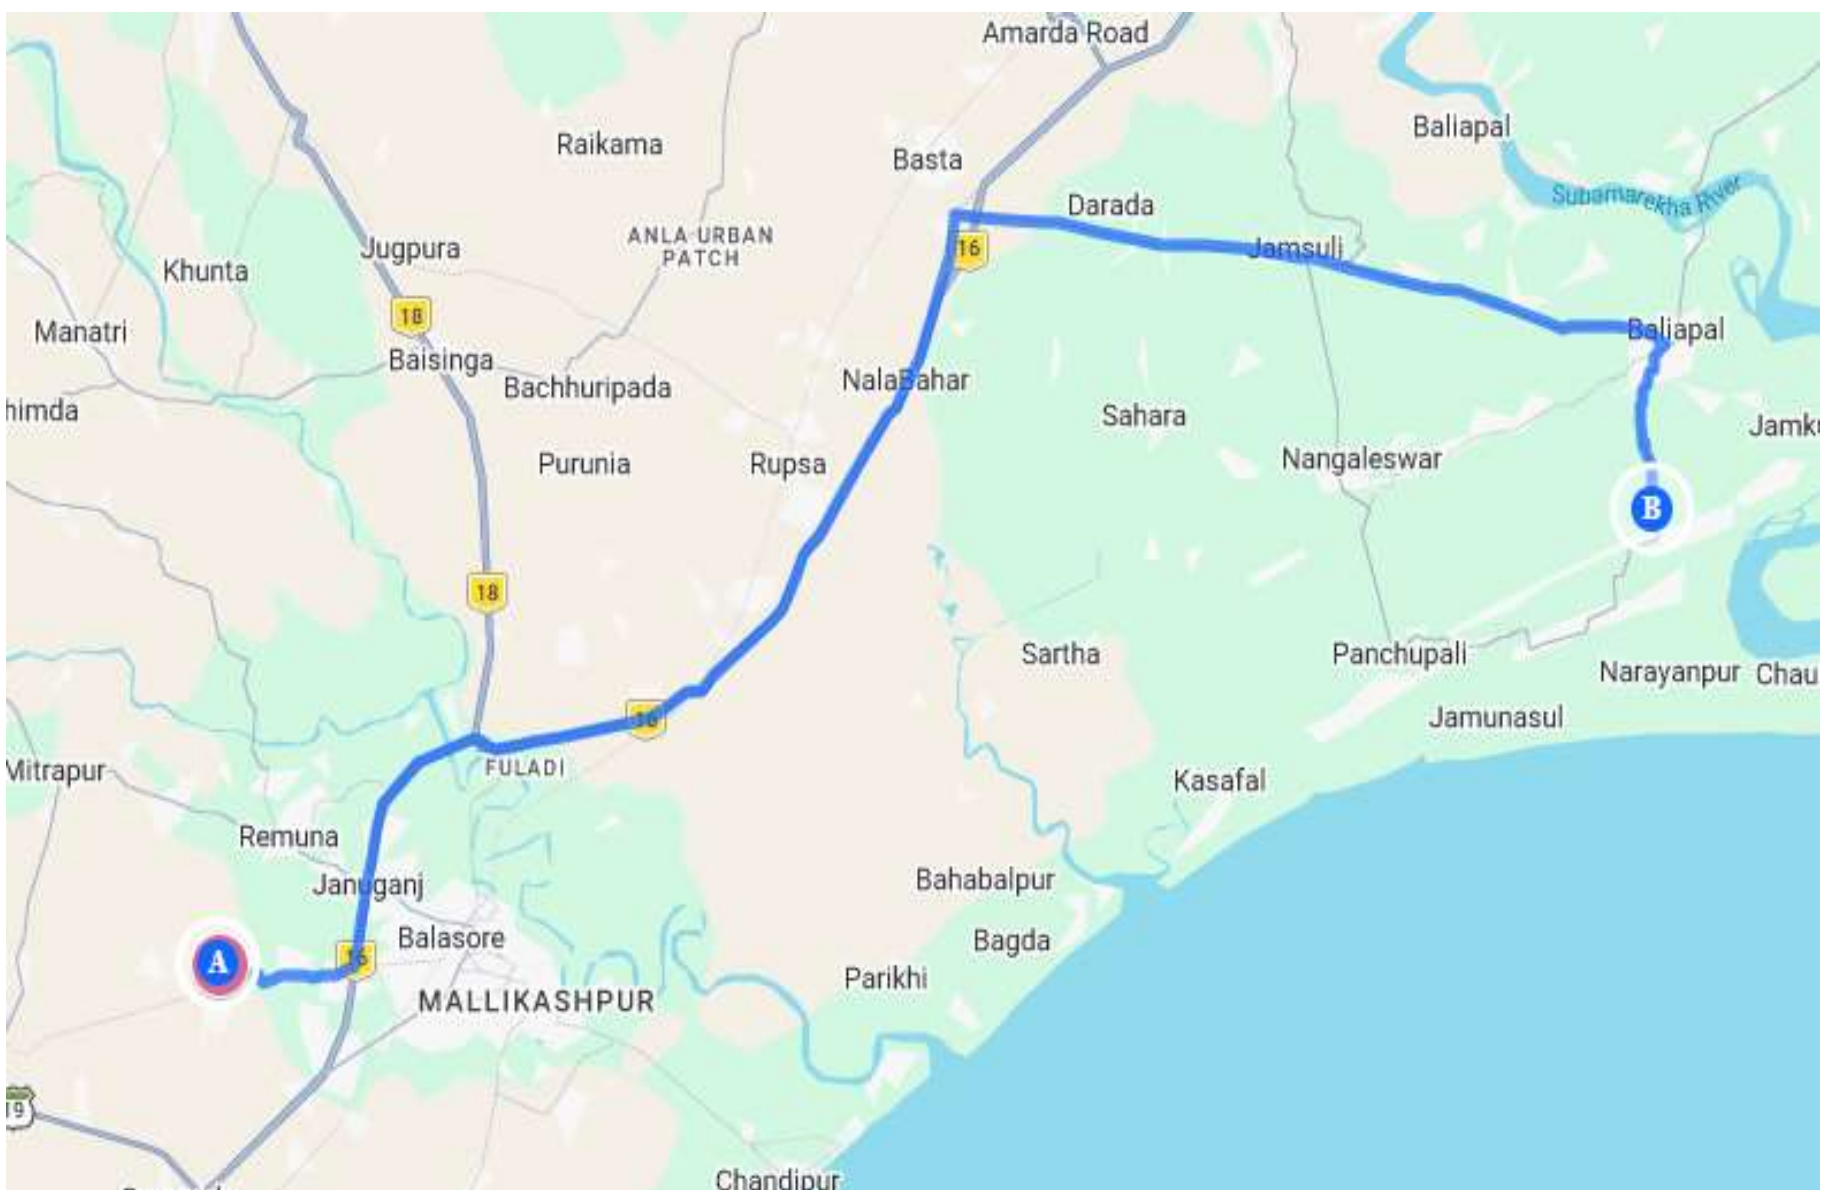 Amarda Road
Baliapal
Raikama
Basta
Subarnarekha River
Darada
ANLA URBAN
PATCH
Jugpura
16
Jamsuli
Khunta
18
Manatri
Baliapal
Baisinga
Bachhuripada
NalaBahar
himda
Sahara
Jamk
Purunia
Rupsa
Nangaleswar
B
18
Sartha
Panchupali
Narayanpur
Chau
16
Jamunasul
FULADI
Mitrapur
Kasafal
Remuna
Januganj
Bahabalpur
Balasore
Bagda
A
16
Parikhi
MALLIKASHPUR
19
Chandipur